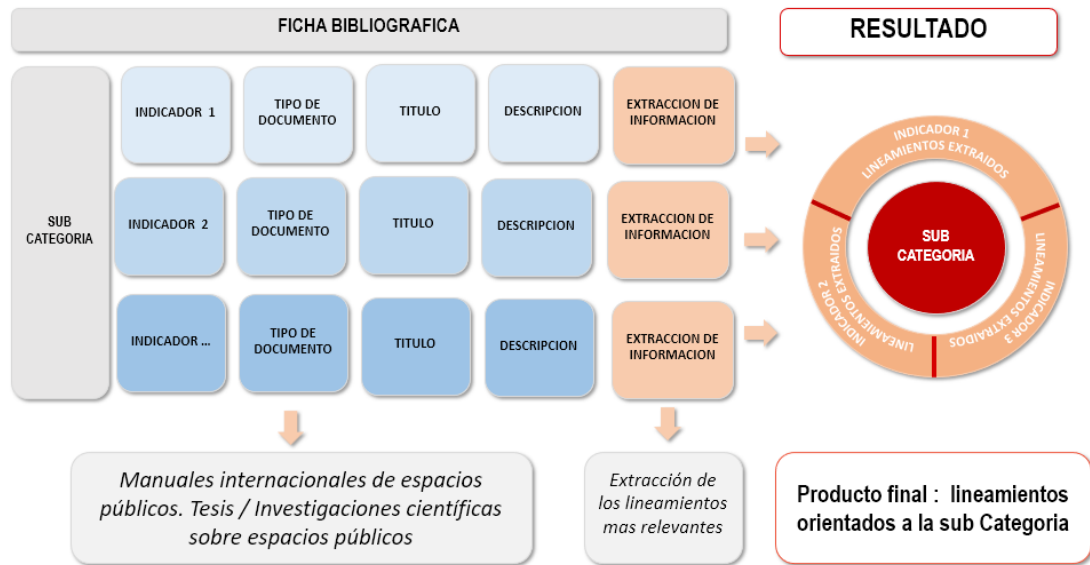 FICHA BIBLIOGRAFICA
RESULTADO
SUB
CATEGORIA
INDICADOR 1
TIPO DE
DOCUMENTO
TITULO
DESCRIPCION
EXTRACCION DE
INFORMACION
INDICADOR 2
TIPO DE
DOCUMENTO
TITULO
DESCRIPCION
EXTRACCION DE
INFORMACION
INDICADOR ...
TIPO DE
DOCUMENTO
TITULO
DESCRIPCION
EXTRACCION DE
INFORMACION
INDICADOR 1
LINEAMIENTOS EXTRAIDOS
INDICADOR 2
LINEAMIENTOS EXTRAIDOS
INDICADOR 3
LINEAMIENTOS EXTRAIDOS
SUB
CATEGORIA
Manuales internacionales de espacios
públicos. Tesis / Investigaciones científicas
sobre espacios públicos
Extracción de
los lineamientos
mas relevantes
Producto final : lineamientos
orientados a la sub Categoria